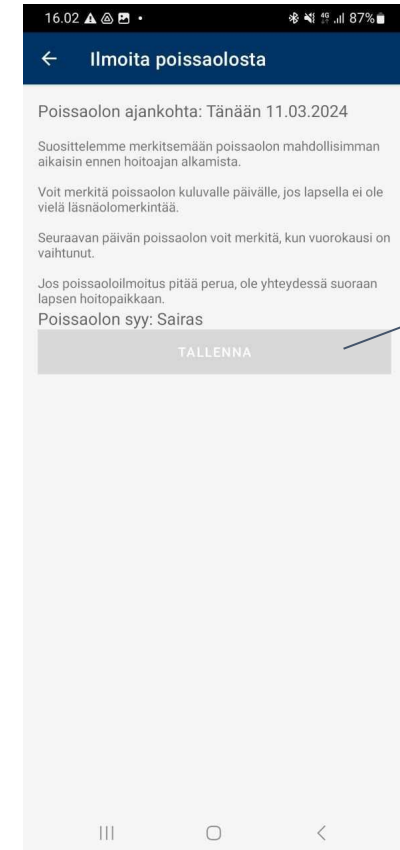 16.02 4G 87%
Ilmoita poissaolosta
Poissaolon ajankohta: Tänään 11.03.2024
Suosittelemme merkitsemään poissaolon mahdollisimman
aikaisin ennen hoitoajan alkamista.
Voit merkitä poissaolon kuluvalle päivälle, jos lapsella ei ole
vielä läsnäolomerkintää.
Seuraavan päivän poissaolon voit merkitä, kun vuorokausi on
vaihtunut.
Jos poissaoloilmoitus pitää perua, ole yhteydessä suoraan
lapsen hoitopaikkaan.
Poissaolon syy: Sairas
TALLENNA